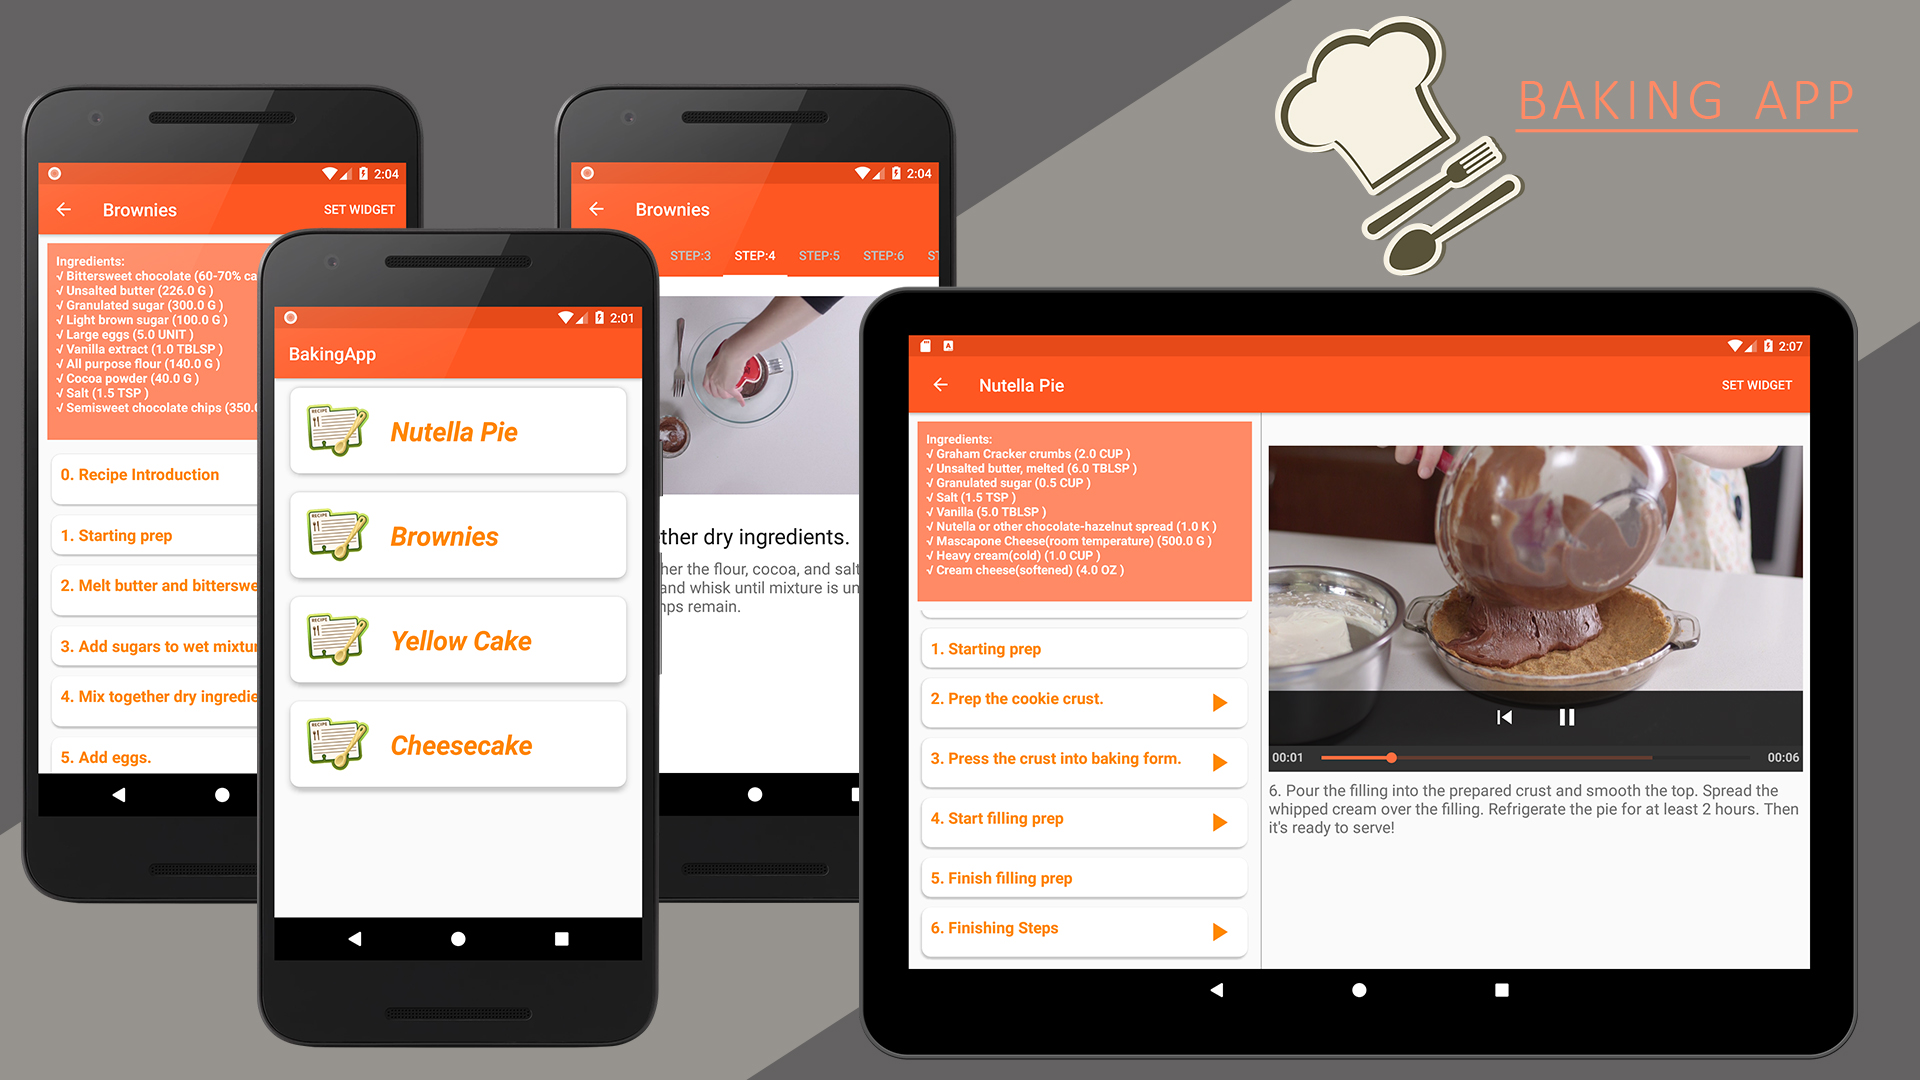 BAKING APP
2:04
Brownies
SET WIDGET
Ingredients:
√ Bittersweet chocolate (60-70% ca
√ Unsalted butter (226.0 G )
√ Granulated sugar (300.0 G )
√ Light brown sugar (100.0 G )
√ Large eggs (5.0 UNIT )
√ Vanilla extract (1.0 TBLSP )
√ All purpose flour (140.0 G )
√ Cocoa powder (40.0 G )
√ Salt (1.5 TSP )
√ Semisweet chocolate chips (350.
0. Recipe Introduction
1. Starting prep
2. Melt butter and bitterswe
3. Add sugars to wet mixtur
4. Mix together dry ingredie
5. Add eggs.
2:01
BakingApp
RECIPE
Nutella Pie
RECIPE
Brownies
RECIPE
Yellow Cake
RECIPE
Cheesecake
2:04
Brownies
STEP:3 STEP:4 STEP:5 STEP:6 ST
ther dry ingredients.
her the flour, cocoa, and salt
and whisk until mixture is un
nps remain.
A 2:07
Nutella Pie
SET WIDGET
Ingredients:
√ Graham Cracker crumbs (2.0 CUP )
√ Unsalted butter, melted (6.0 TBLSP )
√ Granulated sugar (0.5 CUP )
√ Salt (1.5 TSP )
√ Vanilla (5.0 TBLSP )
√ Nutella or other chocolate-hazelnut spread (1.0 K )
√ Mascapone Cheese(room temperature) (500.0 G )
√ Heavy cream(cold) (1.0 CUP )
√ Cream cheese(softened) (4.0 OZ )
1. Starting prep
2. Prep the cookie crust.
3. Press the crust into baking form.
4. Start filling prep
5. Finish filling prep
6. Finishing Steps
00:01 00:06
6. Pour the filling into the prepared crust and smooth the top. Spread the
whipped cream over the filling. Refrigerate the pie for at least 2 hours. Then
it's ready to serve!